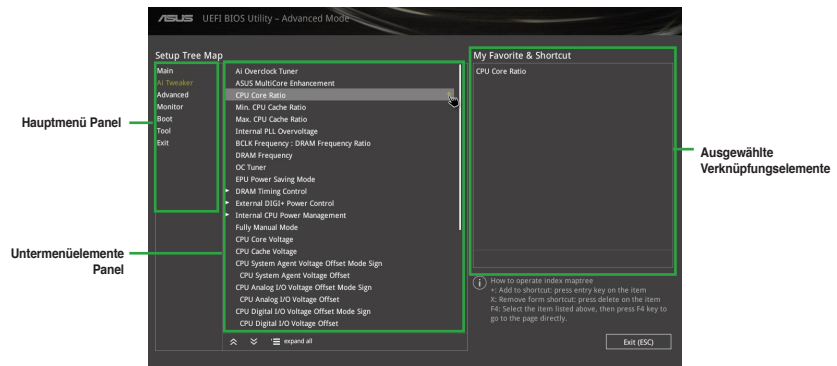 ASUS UEFI BIOS Utility – Advanced Mode
Setup Tree Map
Main
Ai Tweaker
Advanced
Monitor
Boot
Tool
Exit
Ai Overclock Tuner
ASUS MultiCore Enhancement
CPU Core Ratio +
Min. CPU Cache Ratio
Max. CPU Cache Ratio
Internal PLL Overvoltage
BCLK Frequency : DRAM Frequency Ratio
DRAM Frequency
OC Tuner
EPU Power Saving Mode
DRAM Timing Control
External DIGI+ Power Control
Internal CPU Power Management
Fully Manual Mode
CPU Core Voltage
CPU Cache Voltage
CPU System Agent Voltage Offset Mode Sign
CPU System Agent Voltage Offset
CPU Analog I/O Voltage Offset Mode Sign
CPU Analog I/O Voltage Offset
CPU Digital I/O Voltage Offset Mode Sign
CPU Digital I/O Voltage Offset
expand all
My Favorite & Shortcut
CPU Core Ratio
How to operate index maptree
+: Add to shortcut: press entry key on the item
X: Remove form shortcut: press delete on the item
F4: Select the item listed above, then press F4 key to
go to the page directly.
Exit (ESC)
Hauptmenü Panel
Untermenüelemente
Panel
Ausgewählte
Verknüpfungselemente